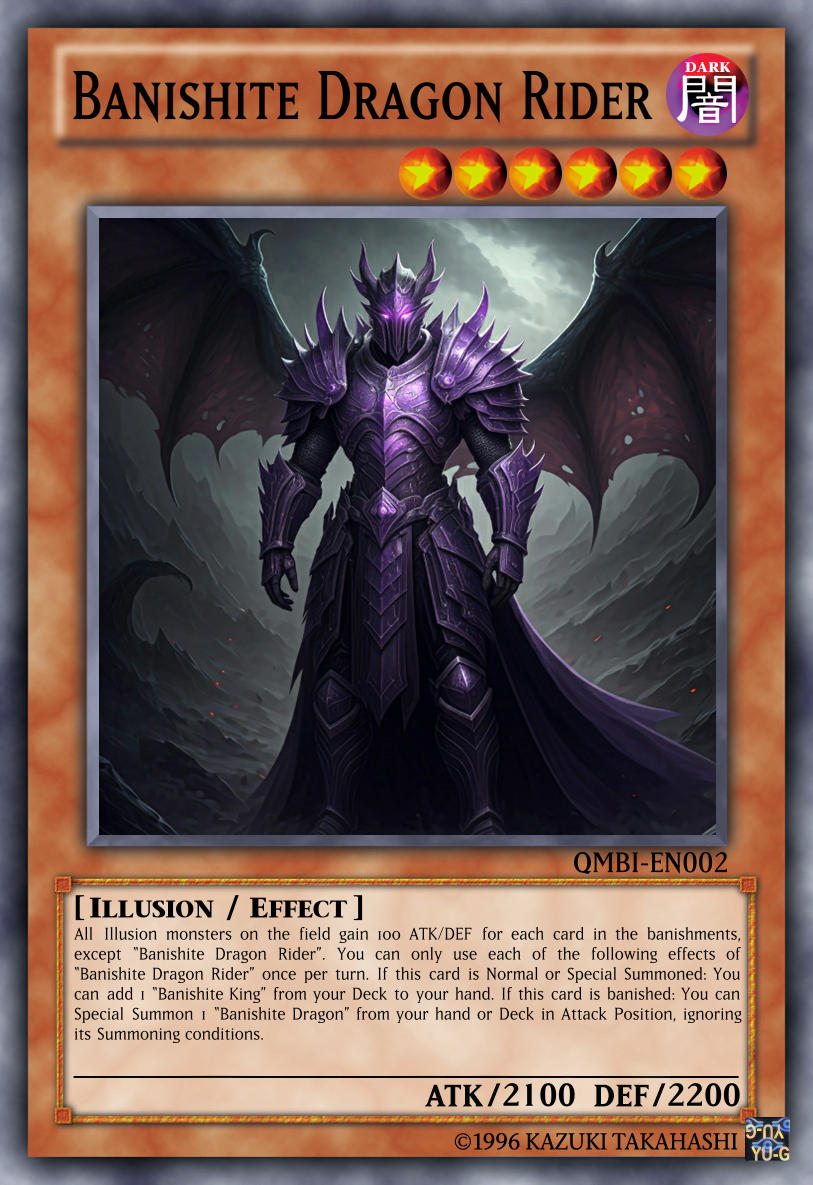 Banishite Dragon Rider
DARK
闇
QMBI-EN002
[ Illusion / Effect ]
All Illusion monsters on the field gain 100 ATK/DEF for each card in the banishments,
except "Banishite Dragon Rider". You can only use each of the following effects of
"Banishite Dragon Rider" once per turn. If this card is Normal or Special Summoned: You
can add 1 "Banishite King" from your Deck to your hand. If this card is banished: You can
Special Summon 1 "Banishite Dragon" from your hand or Deck in Attack Position, ignoring
its Summoning conditions.
ATK/2100 DEF/2200
©1996 KAZUKI TAKAHASHI
YU-G
YU-G